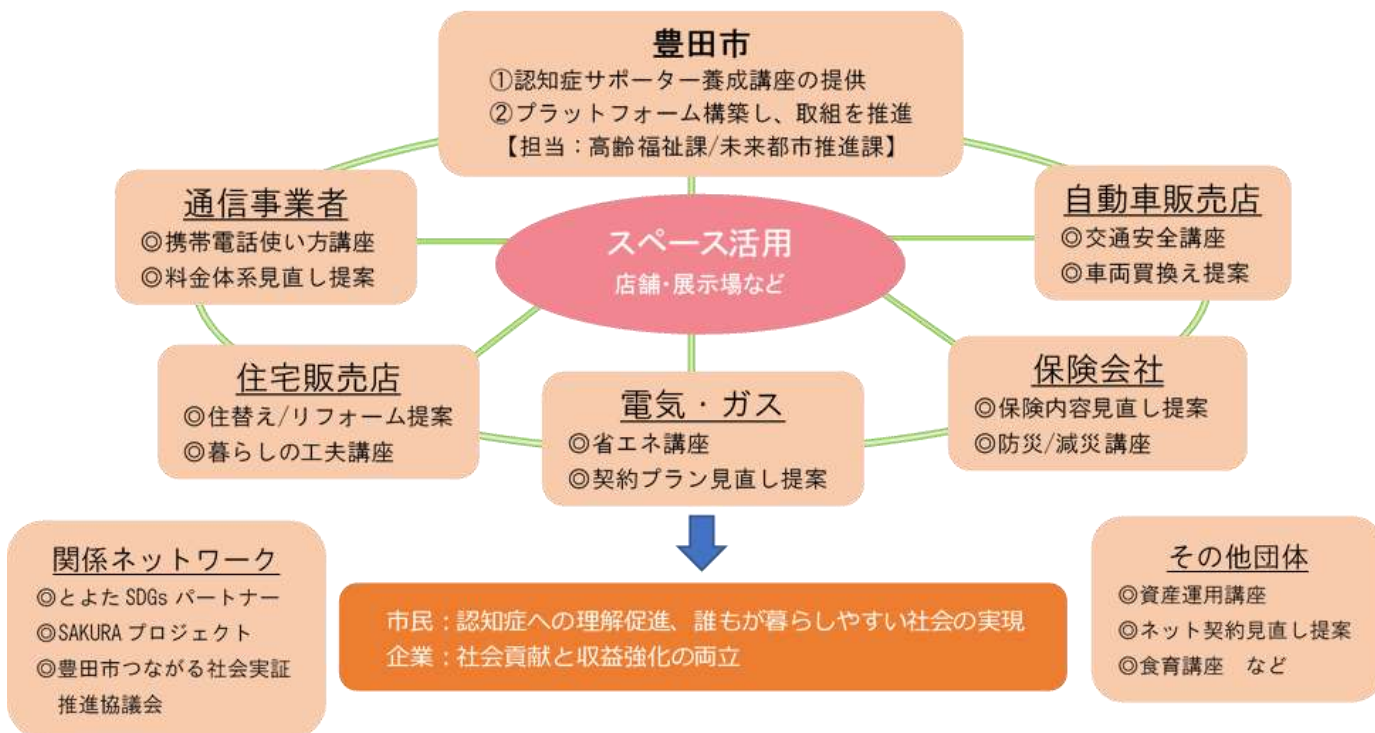 豊田市
①認知症サポーター養成講座の提供
②プラットフォーム構築し、取組を推進
【担当：高齢福祉課/未来都市推進課】
通信事業者
◎携帯電話使い方講座
◎料金体系見直し提案
スペース活用
店舗・展示場など
自動車販売店
◎交通安全講座
◎車両買換え提案
住宅販売店
◎住替え/リフォーム提案
◎暮らしの工夫講座
電気・ガス
◎省エネ講座
◎契約プラン見直し提案
保険会社
◎保険内容見直し提案
◎防災/減災講座
関係ネットワーク
◎とよた SDGs パートナー
◎SAKURA プロジェクト
◎豊田市つながる社会実証
推進協議会
市民：認知症への理解促進、誰もが暮らしやすい社会の実現
企業：社会貢献と収益強化の両立
その他団体
◎資産運用講座
◎ネット契約見直し提案
◎食育講座　など